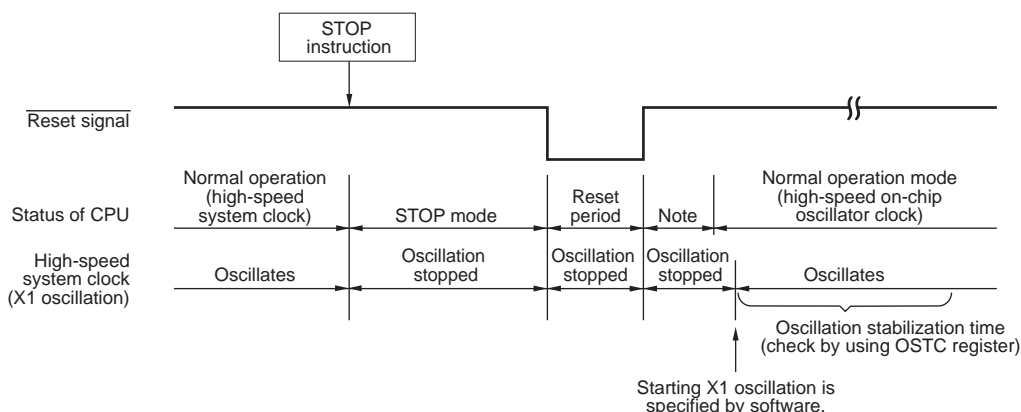 STOP
instruction
Reset signal
Status of CPU
Normal operation
(high-speed
system clock)
STOP mode
Reset
period
Note
Normal operation mode
(high-speed on-chip
oscillator clock)
High-speed
system clock
(X1 oscillation)
Oscillates
Oscillation
stopped
Oscillation
stopped
Oscillation
stopped
Oscillates
Oscillation stabilization time
(check by using OSTC register)
Starting X1 oscillation is
specified by software.